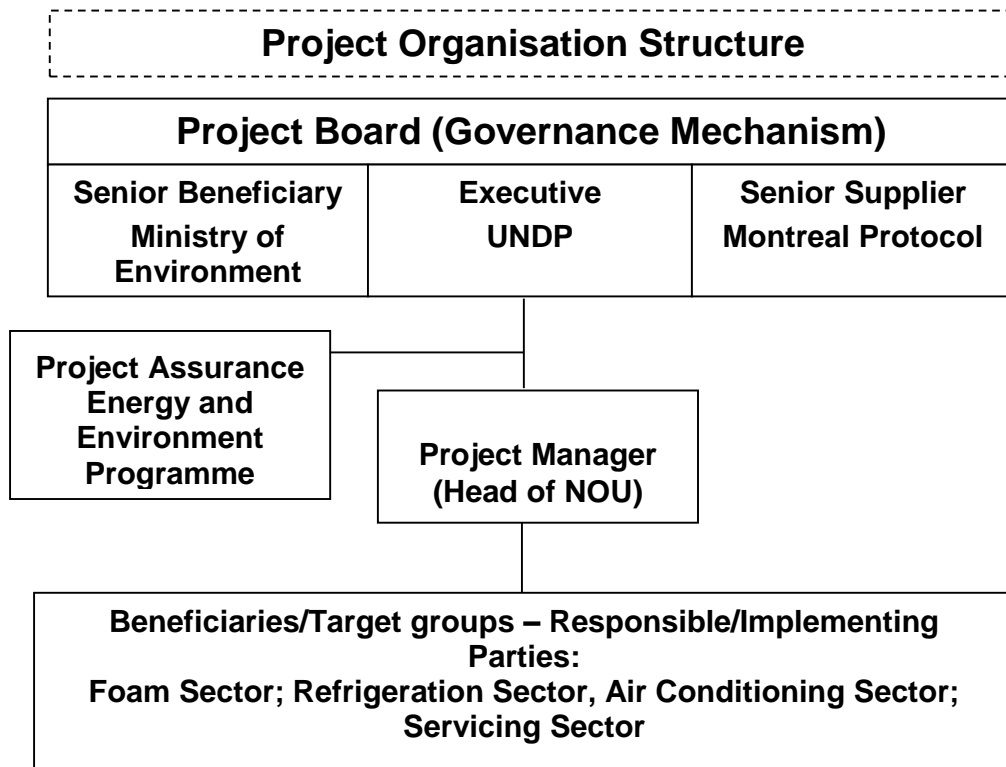 Project Organisation Structure
Project Board (Governance Mechanism)
Senior Beneficiary
Ministry of
Environment
Executive
UNDP
Senior Supplier
Montreal Protocol
Project Assurance
Energy and
Environment
Programme
Project Manager
(Head of NOU)
Beneficiaries/Target groups – Responsible/Implementing
Parties:
Foam Sector; Refrigeration Sector, Air Conditioning Sector;
Servicing Sector